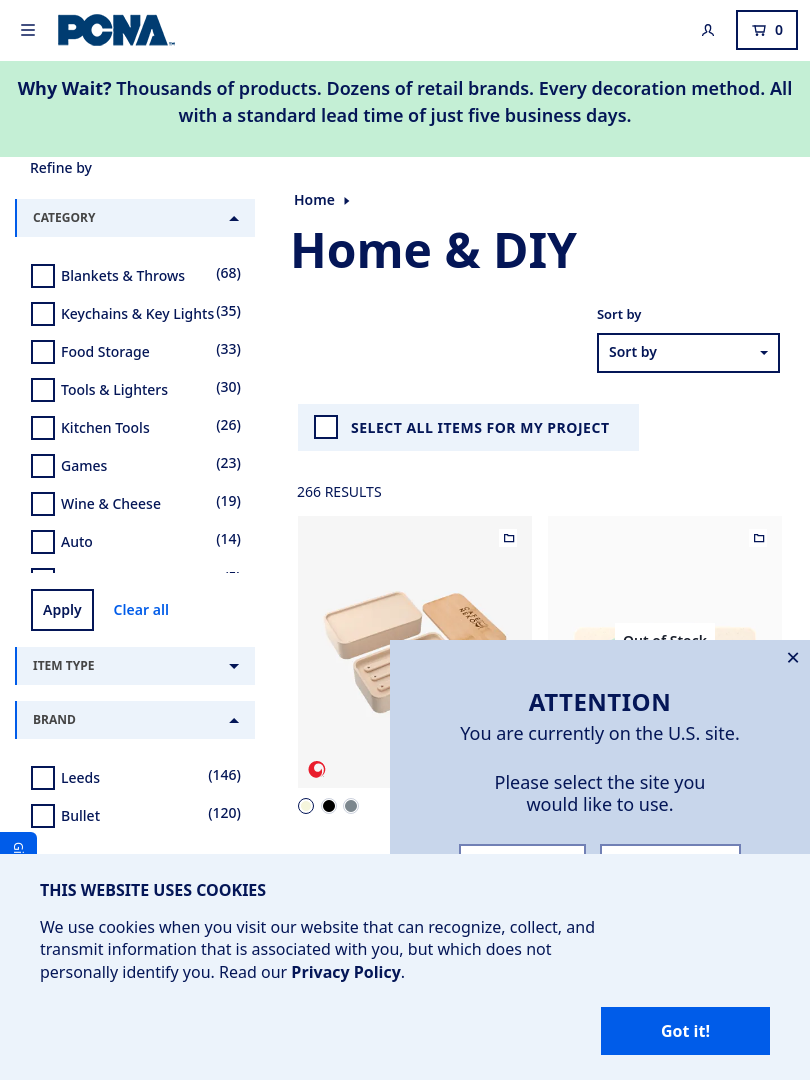 PCNA
0
Why Wait? Thousands of products. Dozens of retail brands. Every decoration method. All
with a standard lead time of just five business days.
Refine by
CATEGORY
Blankets & Throws (68)
Keychains & Key Lights (35)
Food Storage (33)
Tools & Lighters (30)
Kitchen Tools (26)
Games (23)
Wine & Cheese (19)
Auto (14)
Apply
Clear all
ITEM TYPE
BRAND
Leeds (146)
Bullet (120)
Home
Home & DIY
Sort by
Sort by
SELECT ALL ITEMS FOR MY PROJECT
266 RESULTS
Out of Stock
ATTENTION
You are currently on the U.S. site.
Please select the site you
would like to use.
THIS WEBSITE USES COOKIES
We use cookies when you visit our website that can recognize, collect, and
transmit information that is associated with you, but which does not
personally identify you. Read our Privacy Policy.
Got it!